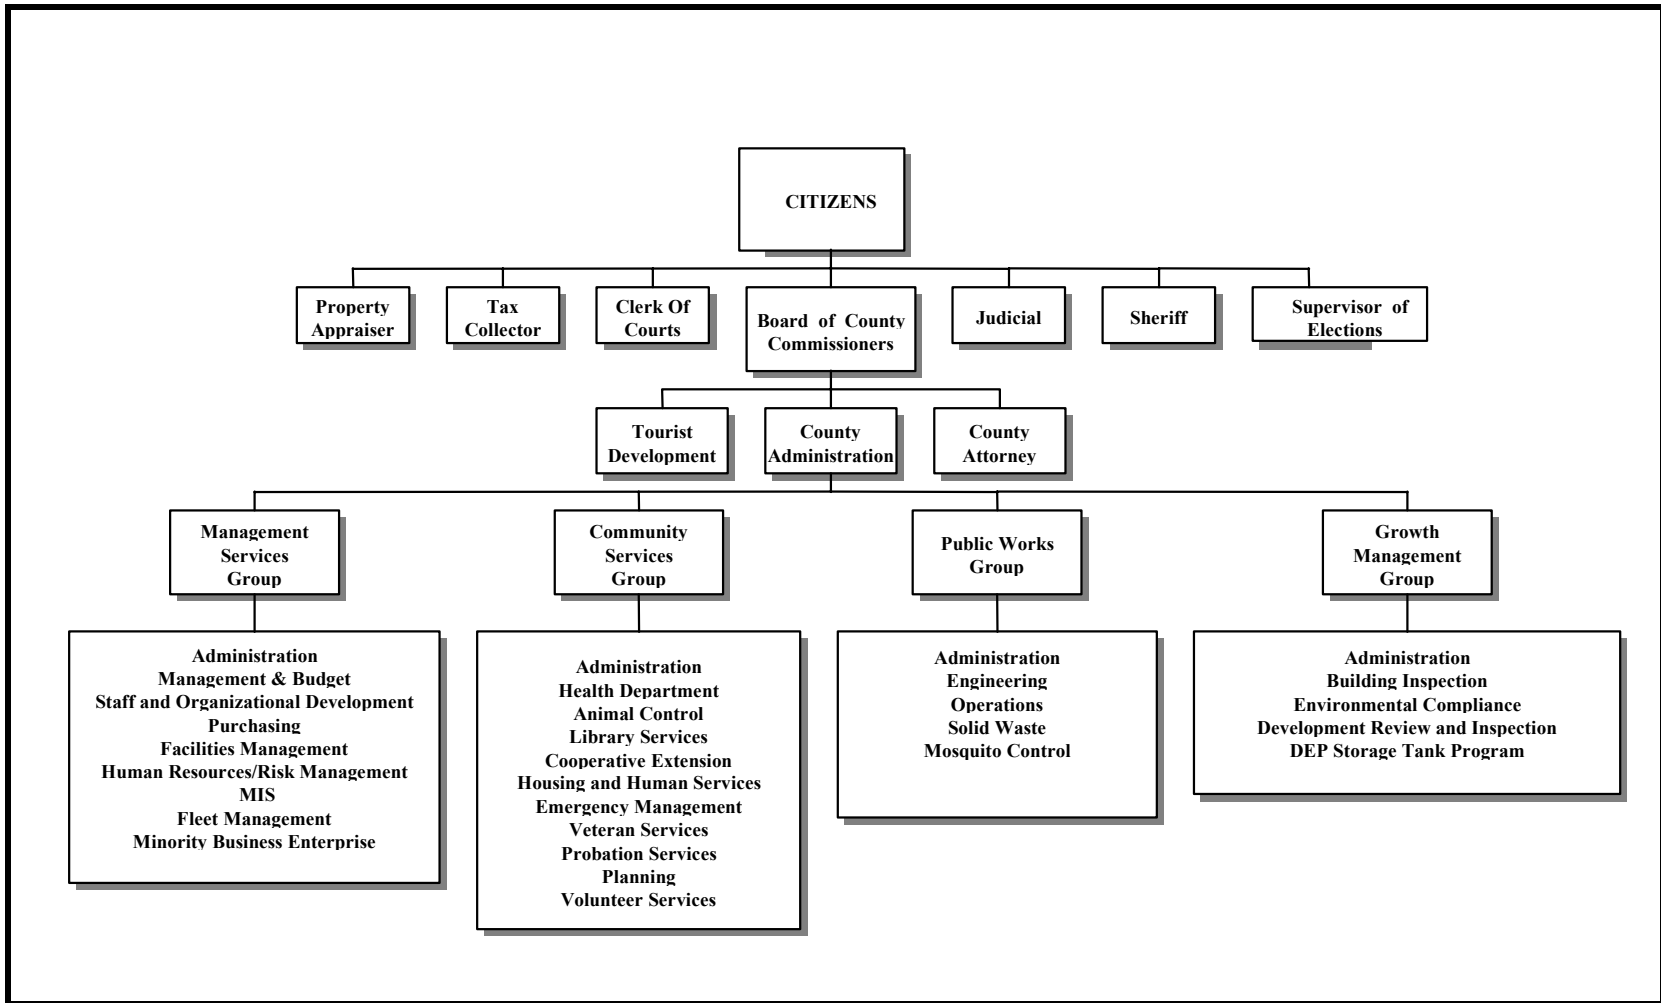 CITIZENS
Property
Appraiser
Tax
Collector
Clerk Of
Courts
Board of County
Commissioners
Judicial
Sheriff
Supervisor of
Elections
Tourist
Development
County
Administration
County
Attorney
Management
Services
Group
Community
Services
Group
Public Works
Group
Growth
Management
Group
Administration
Management & Budget
Staff and Organizational Development
Purchasing
Facilities Management
Human Resources/Risk Management
MIS
Fleet Management
Minority Business Enterprise
Administration
Health Department
Animal Control
Library Services
Cooperative Extension
Housing and Human Services
Emergency Management
Veteran Services
Probation Services
Planning
Volunteer Services
Administration
Engineering
Operations
Solid Waste
Mosquito Control
Administration
Building Inspection
Environmental Compliance
Development Review and Inspection
DEP Storage Tank Program